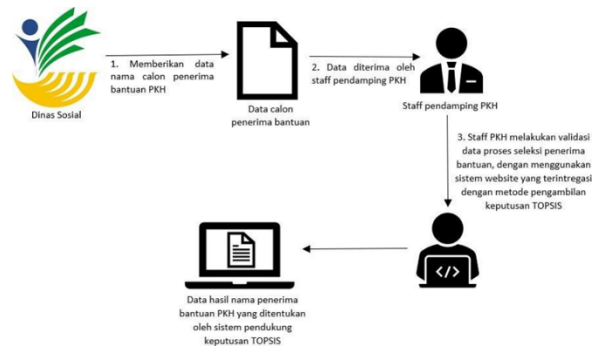 1. Memberikan data
nama calon penerima
bantuan PKH
2. Data diterima oleh
staff pendamping PKH
Dinas Sosial
Data calon
penerima bantuan
Staff pendamping PKH
3. Staff PKH melakukan validasi
data proses seleksi penerima
bantuan, dengan menggunakan
sistem website yang terintregasi
dengan metode pengambilan
keputusan TOPSIS
</>
Data hasil nama penerima
bantuan PKH yang ditentukan
oleh sistem pendukung
keputusan TOPSIS